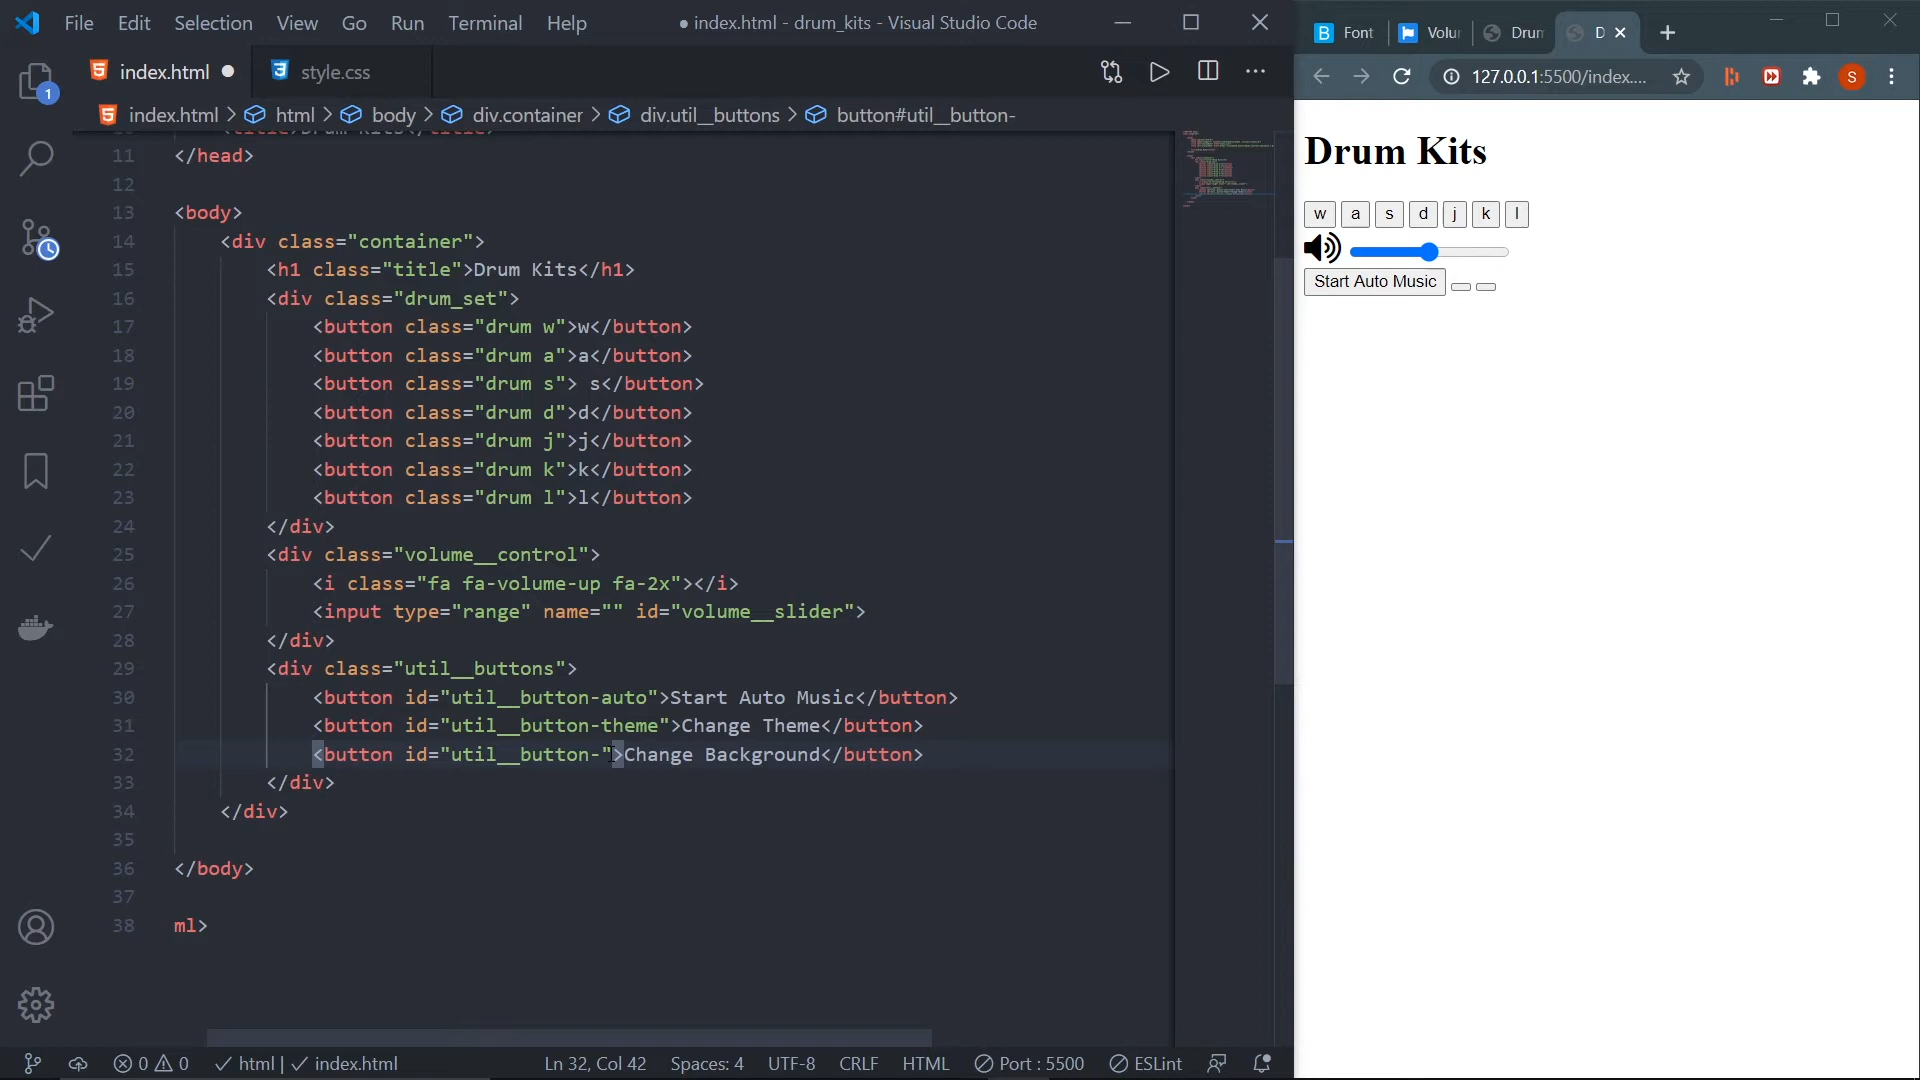 File Edit Selection View Go Run Terminal Help ● index.html - drum_kits - Visual Studio Code
index.html ● style.css
index.html > html > body > div.container > div.util__buttons > button#util__button-
11 </head>
12
13 <body>
14 <div class="container">
15 <h1 class="title">Drum Kits</h1>
16 <div class="drum_set">
17 <button class="drum w">w</button>
18 <button class="drum a">a</button>
19 <button class="drum s"> s</button>
20 <button class="drum d">d</button>
21 <button class="drum j">j</button>
22 <button class="drum k">k</button>
23 <button class="drum l">l</button>
24 </div>
25 <div class="volume__control">
26 <i class="fa fa-volume-up fa-2x"></i>
27 <input type="range" name="" id="volume__slider">
28 </div>
29 <div class="util__buttons">
30 <button id="util__button-auto">Start Auto Music</button>
31 <button id="util__button-theme">Change Theme</button>
32 <button id="util__button-">Change Background</button>
33 </div>
34 </div>
35
36 </body>
37
38 ml>
1
0 0 html | index.html Ln 32, Col 42 Spaces: 4 UTF-8 CRLF HTML Port : 5500 ESLint
B Font Volu Drum D
127.0.0.1:5500/index.... S
Drum Kits
w a s d j k l
Start Auto Music